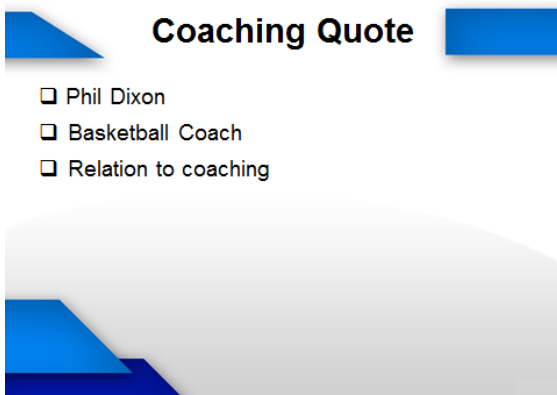 Coaching Quote
❑ Phil Dixon
❑ Basketball Coach
❑ Relation to coaching